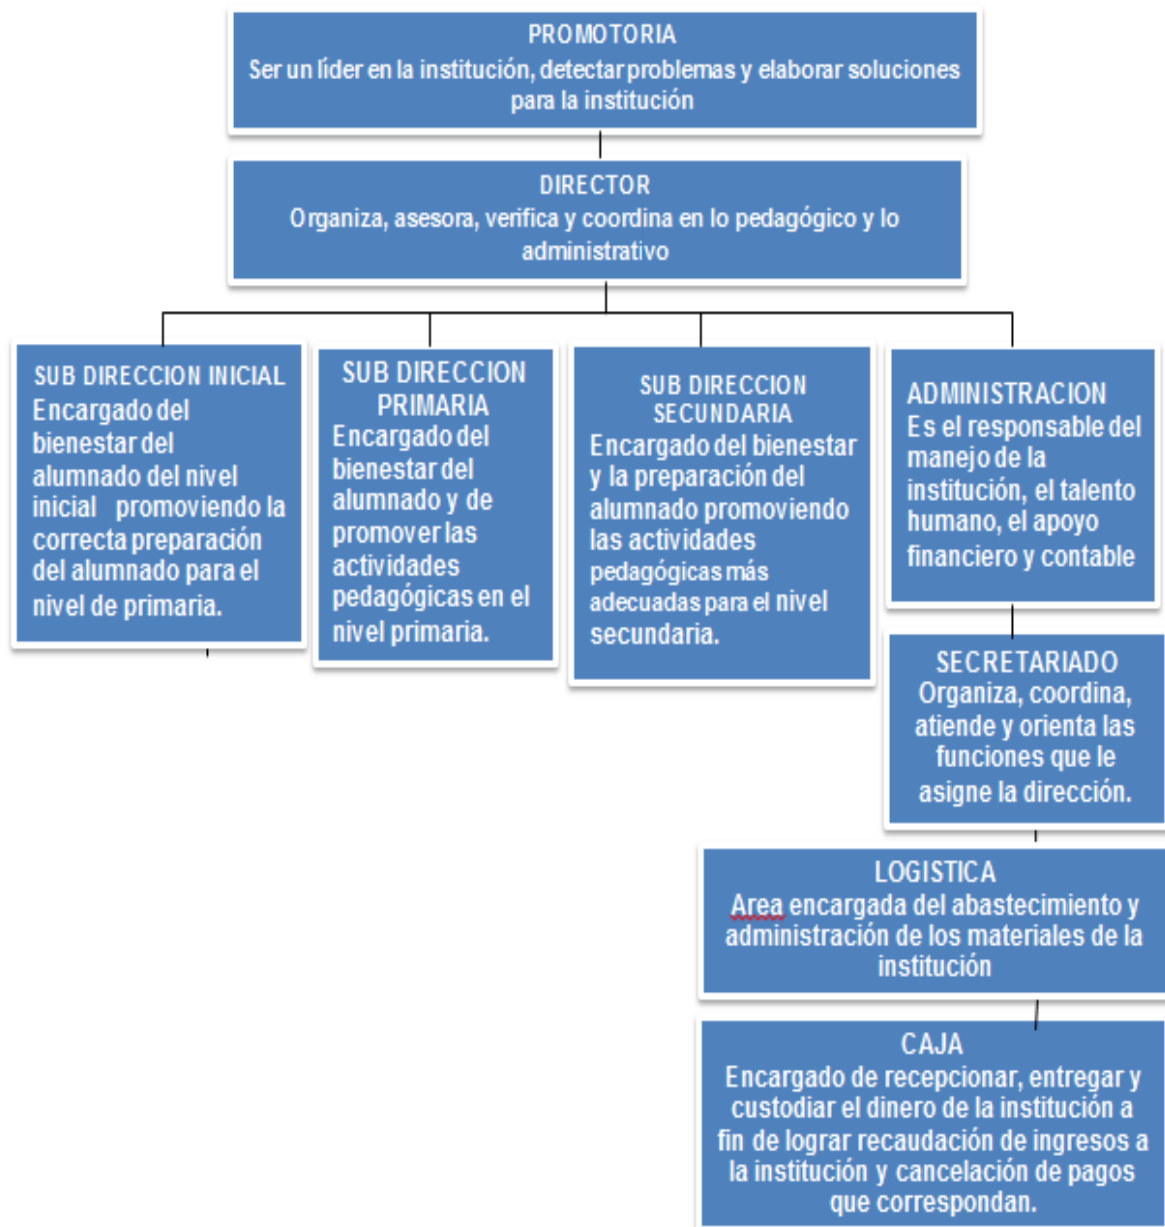 PROMOTORIA
Ser un líder en la institución, detectar problemas y elaborar soluciones
para la institución
DIRECTOR
Organiza, asesora, verifica y coordina en lo pedagógico y lo
administrativo
SUB DIRECCION INICIAL
Encargado del
bienestar del
alumnado del nivel
inicial promoviendo la
correcta preparación
del alumnado para el
nivel de primaria.
SUB DIRECCION
PRIMARIA
Encargado del
bienestar del
alumnado y de
promover las
actividades
pedagógicas en el
nivel primaria.
SUB DIRECCION
SECUNDARIA
Encargado del bienestar
y la preparación del
alumnado promoviendo
las actividades
pedagógicas más
adecuadas para el nivel
secundaria.
ADMINISTRACION
Es el responsable del
manejo de la
institución, el talento
humano, el apoyo
financiero y contable
SECRETARIADO
Organiza, coordina,
atiende y orienta las
funciones que le
asigne la dirección.
LOGISTICA
Area encargada del abastecimiento y
administración de los materiales de la
institución
CAJA
Encargado de recepcionar, entregar y
custodiar el dinero de la institución a
fin de lograr recaudación de ingresos a
la institución y cancelación de pagos
que correspondan.